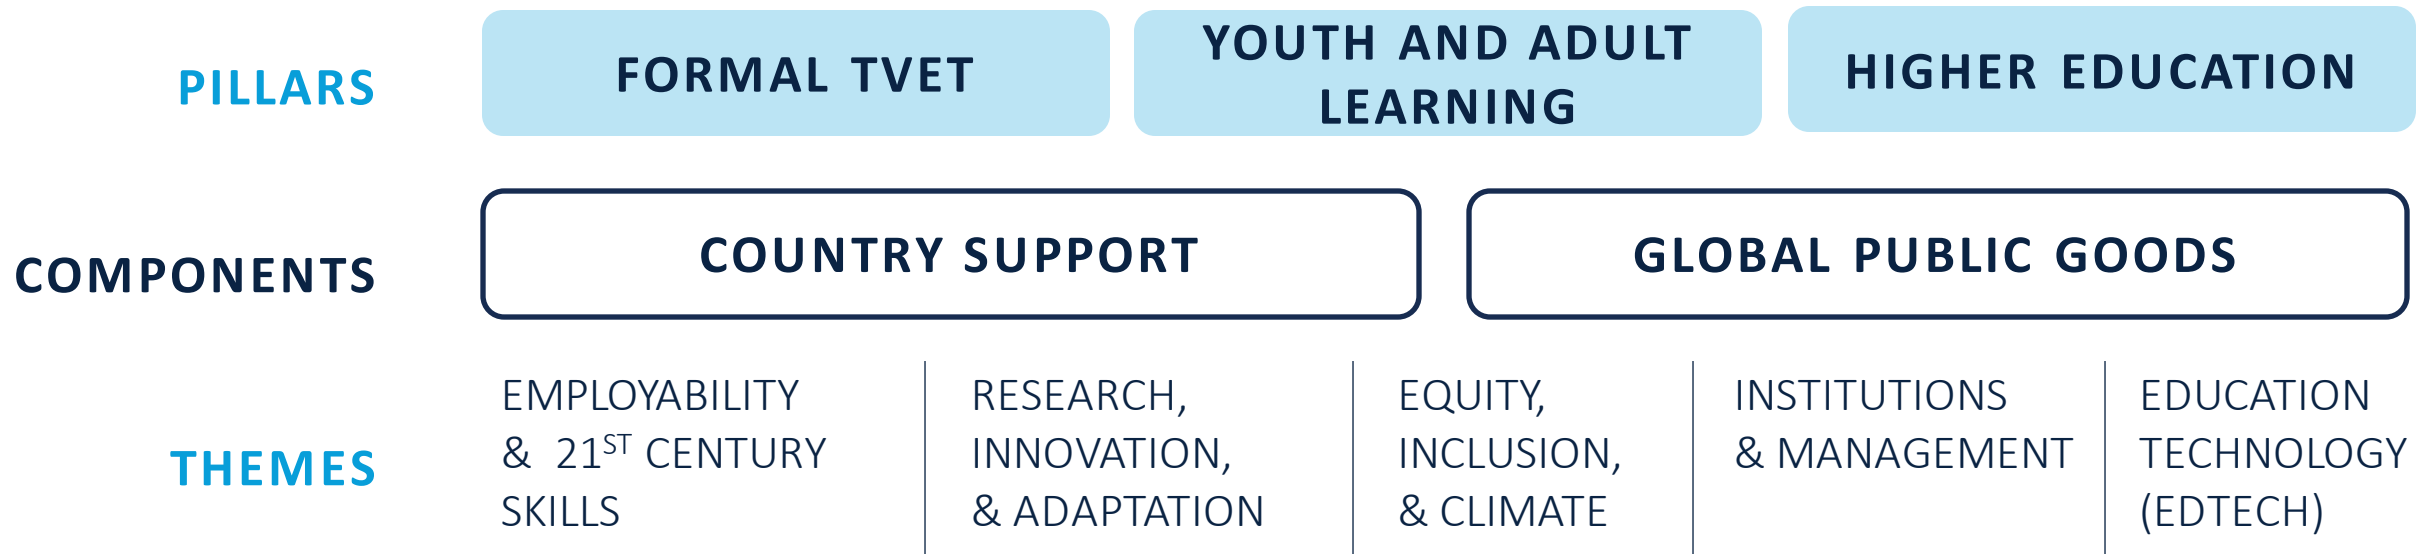 PILLARS
FORMAL TVET
YOUTH AND ADULT
LEARNING
HIGHER EDUCATION
COMPONENTS
COUNTRY SUPPORT
GLOBAL PUBLIC GOODS
THEMES
EMPLOYABILITY
& 21ST CENTURY
SKILLS
RESEARCH,
INNOVATION,
& ADAPTATION
EQUITY,
INCLUSION,
& CLIMATE
INSTITUTIONS
& MANAGEMENT
EDUCATION
TECHNOLOGY
(EDTECH)